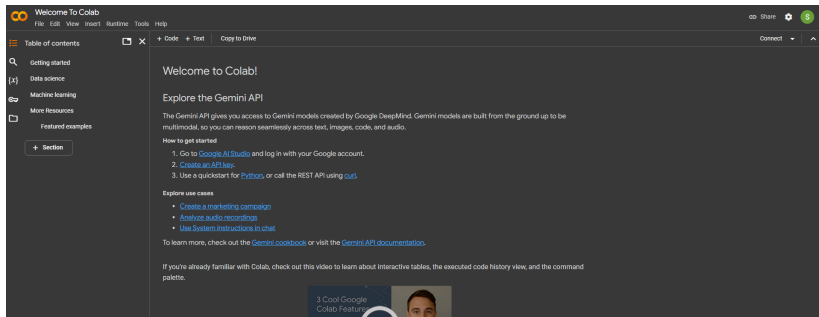 Welcome To Colab
File Edit View Insert Runtime Tools Help
Share
S
Table of contents
+ Code + Text Copy to Drive
Connect
Getting started
Data science
Machine learning
More Resources
Featured examples
+ Section
{x}
Welcome to Colab!
Explore the Gemini API
The Gemini API gives you access to Gemini models created by Google DeepMind. Gemini models are built from the ground up to be
multimodal, so you can reason seamlessly across text, images, code, and audio.
How to get started
1. Go to Google AI Studio and log in with your Google account.
2. Create an API key.
3. Use a quickstart for Python, or call the REST API using curl.
Explore use cases
• Create a marketing campaign
• Analyze audio recordings
• Use System instructions in chat
To learn more, check out the Gemini cookbook or visit the Gemini API documentation.
If you're already familiar with Colab, check out this video to learn about interactive tables, the executed code history view, and the command
palette.
3 Cool Google
Colab Features